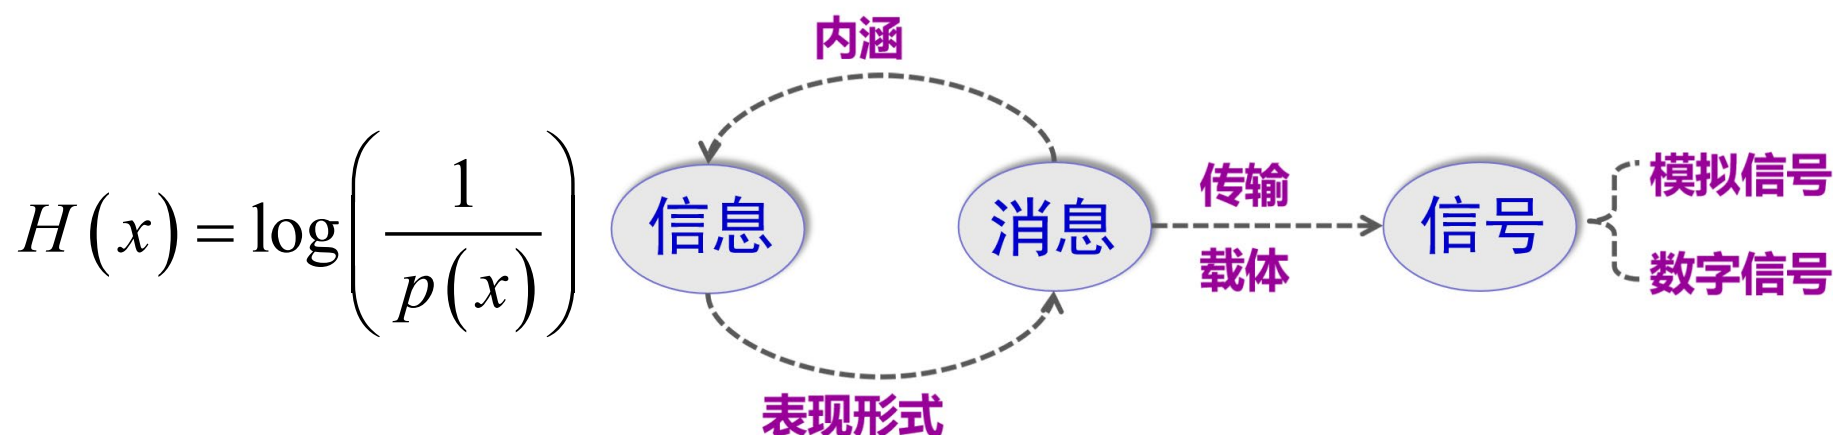 内涵
H(x) = log(1/p(x))
信息
消息
传输
载体
信号
模拟信号
数字信号
表现形式